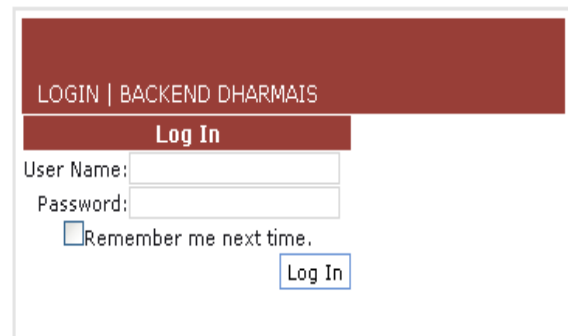 LOGIN | BACKEND DHARMAIS
Log In
User Name:
Password:
Remember me next time.
Log In